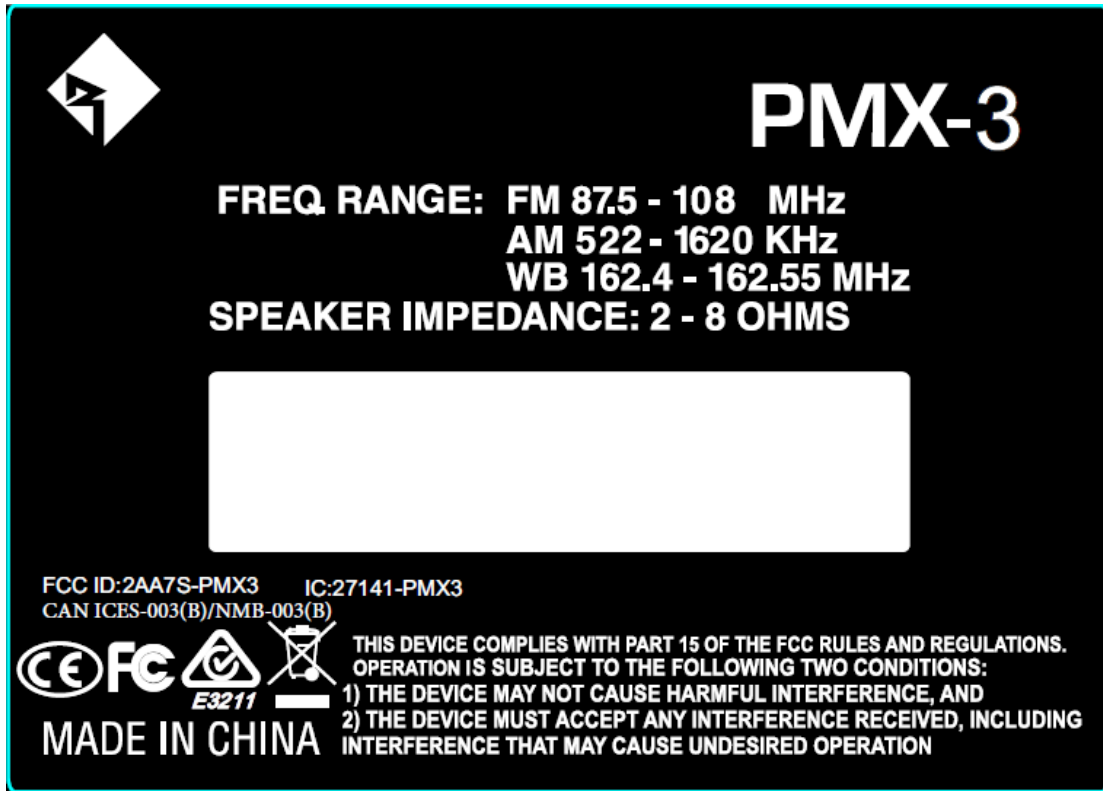 PMX-3
FREQ. RANGE: FM 87.5 - 108 MHz
AM 522 - 1620 KHz
WB 162.4 - 162.55 MHz
SPEAKER IMPEDANCE: 2 - 8 OHMS
FCC ID:2AA7S-PMX3 IC:27141-PMX3
CAN ICES-003(B)/NMB-003(B)
CE FC E3211
MADE IN CHINA
THIS DEVICE COMPLIES WITH PART 15 OF THE FCC RULES AND REGULATIONS.
OPERATION IS SUBJECT TO THE FOLLOWING TWO CONDITIONS:
1) THE DEVICE MAY NOT CAUSE HARMFUL INTERFERENCE, AND
2) THE DEVICE MUST ACCEPT ANY INTERFERENCE RECEIVED, INCLUDING
INTERFERENCE THAT MAY CAUSE UNDESIRED OPERATION